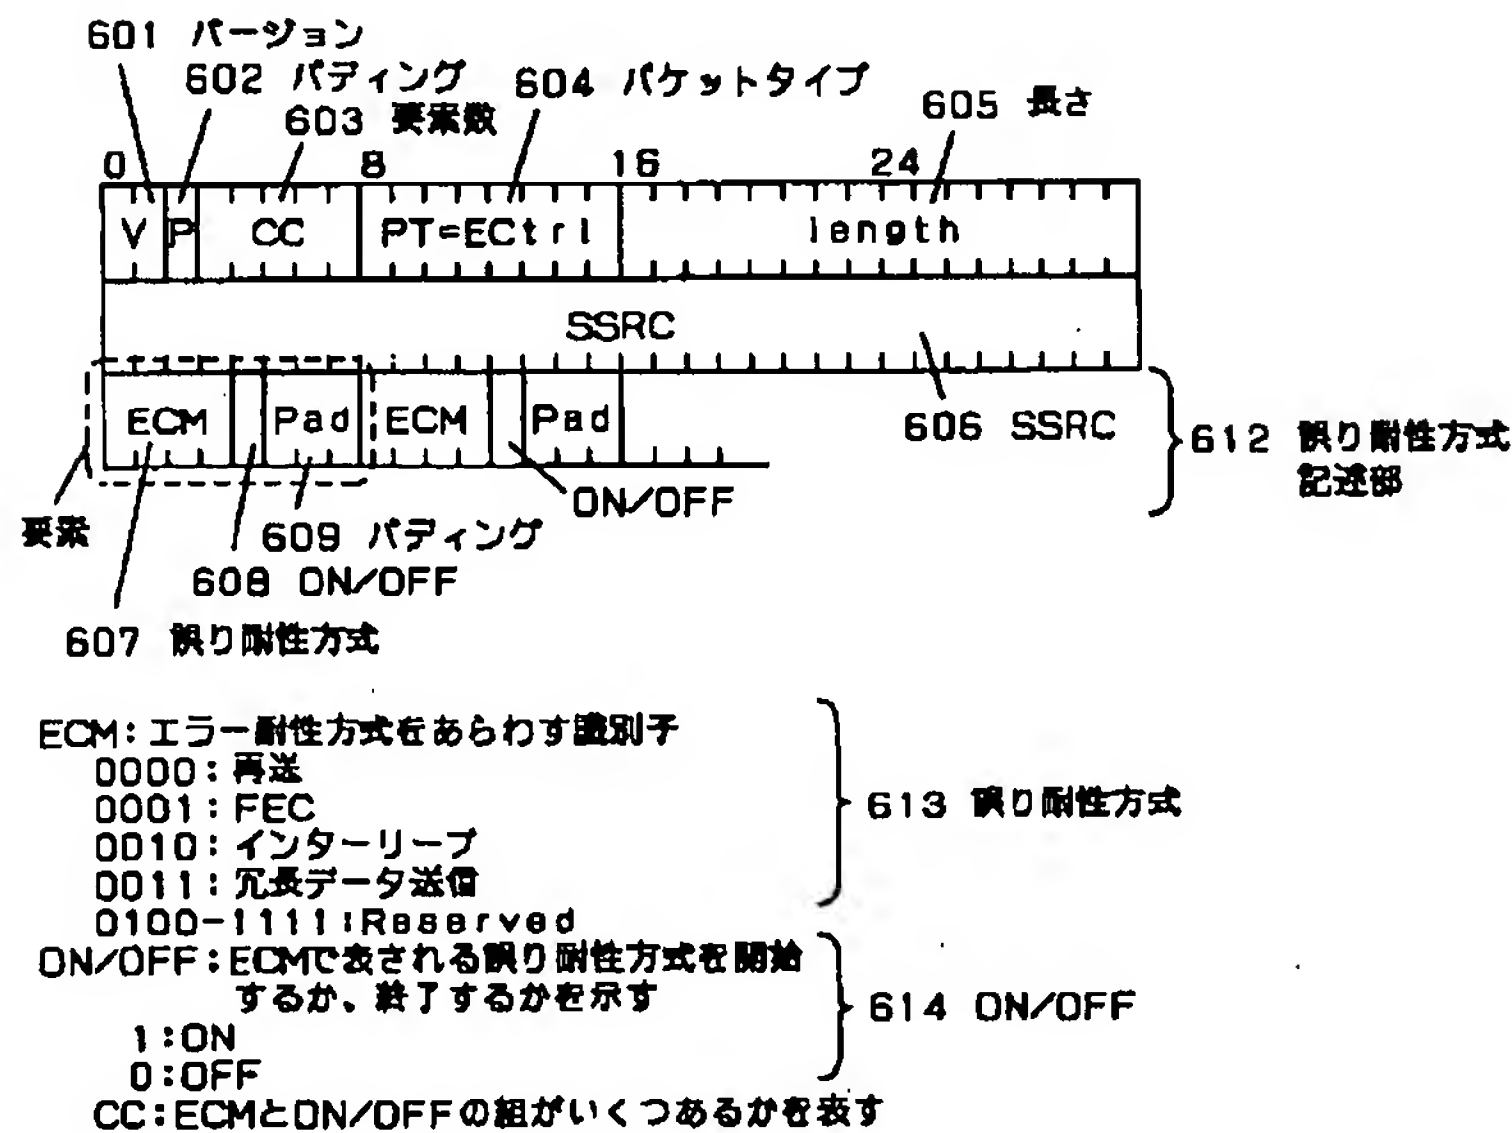 601 バージョン
602 パディング
604 パケットタイプ
603 要素数
605 長さ
0 8 16 24
V P CC PT=ECtrl length
SSRC
ECM Pad ECM Pad
606 SSRC
612 誤り耐性方式
記述部
ON/OFF
要素
609 パディング
608 ON/OFF
607 誤り耐性方式
ECM:エラー耐性方式をあらわす識別子
0000:再送
0001:FEC
0010:インターリーブ
0011:冗長データ送信
0100-1111:Reserved
613 誤り耐性方式
ON/OFF:ECMで表される誤り耐性方式を開始
するか、終了するかを示す
1:ON
0:OFF
614 ON/OFF
CC:ECMとON/OFFの組がいくつあるかを表す